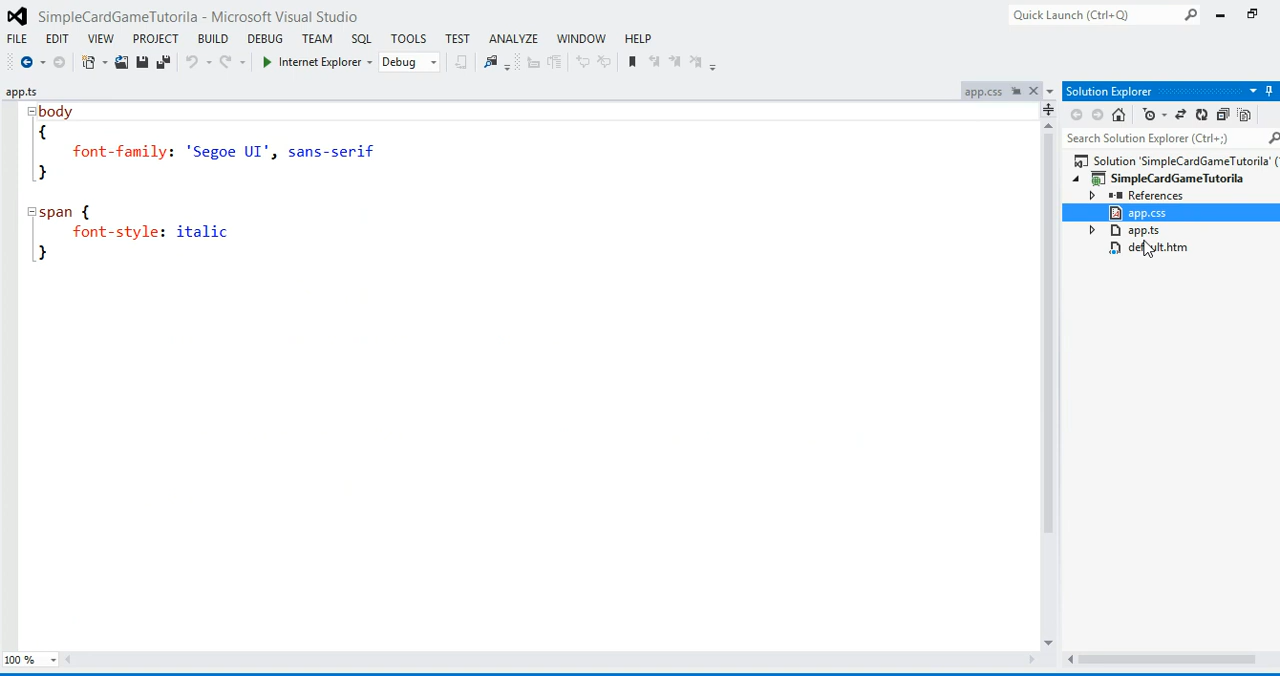 SimpleCardGameTutorila - Microsoft Visual Studio
Quick Launch (Ctrl+Q)
FILE EDIT VIEW PROJECT BUILD DEBUG TEAM SQL TOOLS TEST ANALYZE WINDOW HELP
Internet Explorer Debug
app.ts
app.css
body
{
font-family: 'Segoe UI', sans-serif
}
span {
font-style: italic
}
100 %
Solution Explorer
Search Solution Explorer (Ctrl+;)
Solution 'SimpleCardGameTutorila' (
SimpleCardGameTutorila
References
app.css
app.ts
default.htm